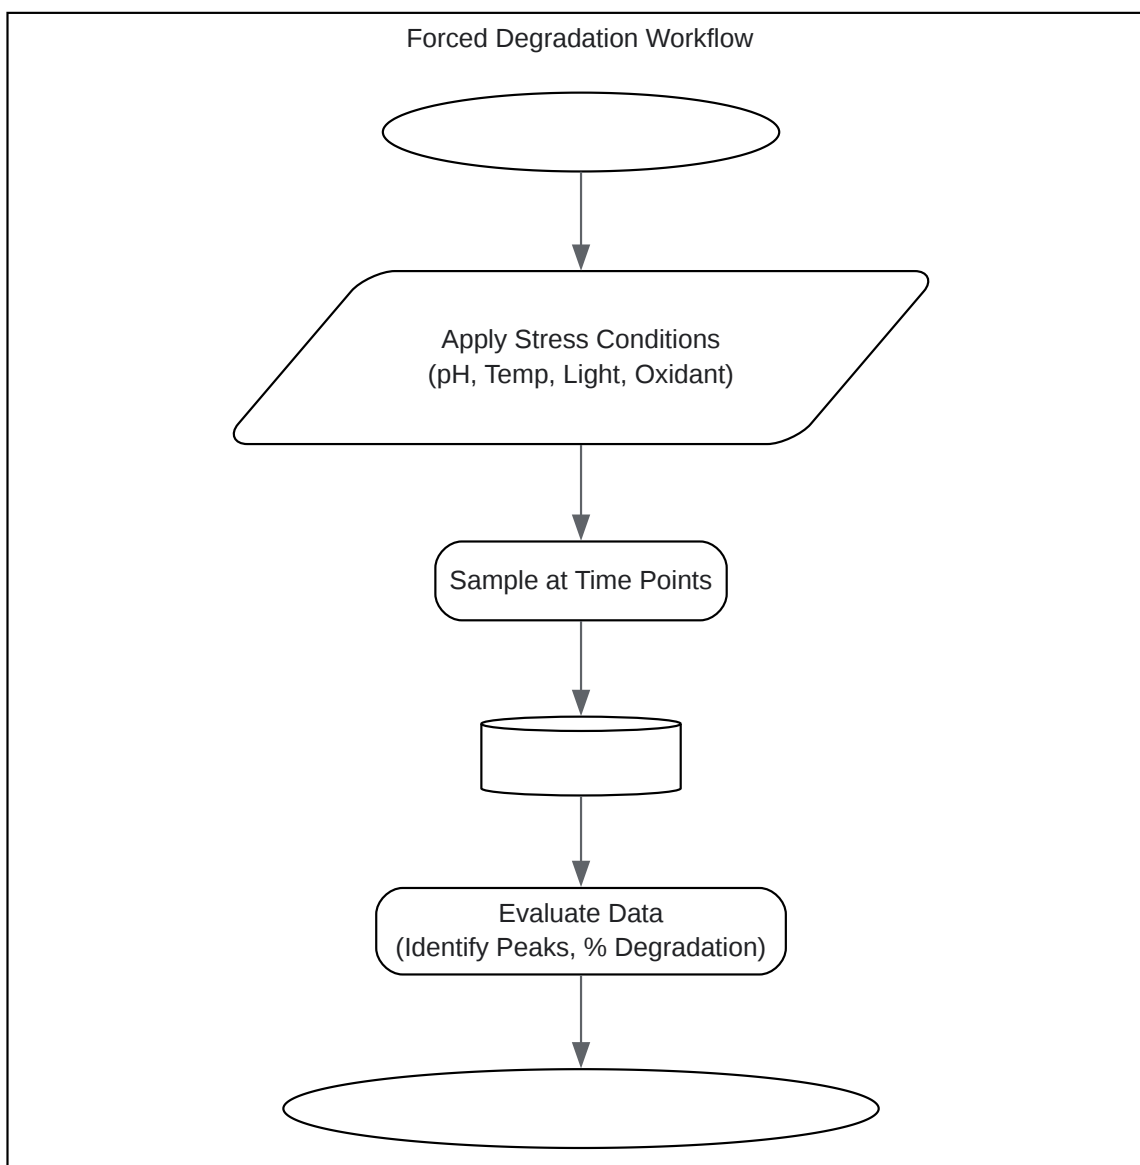 Forced Degradation Workflow
Apply Stress Conditions
(pH, Temp, Light, Oxidant)
Sample at Time Points
Evaluate Data
(Identify Peaks, % Degradation)